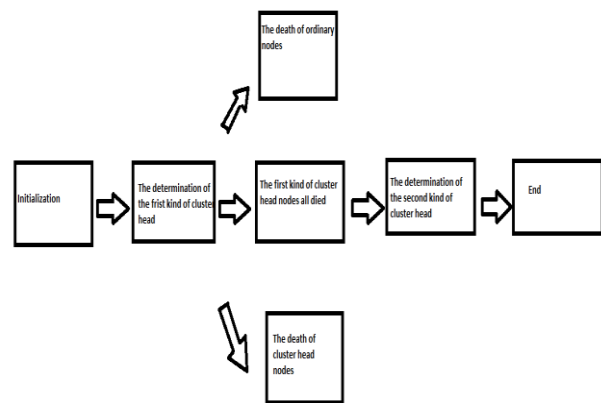 The death of ordinary
nodes
Initialization
The determination of
the frist kind of cluster
head
The first kind of cluster
head nodes all died
The determination of
the second kind of
cluster head
End
The death of
cluster head
nodes